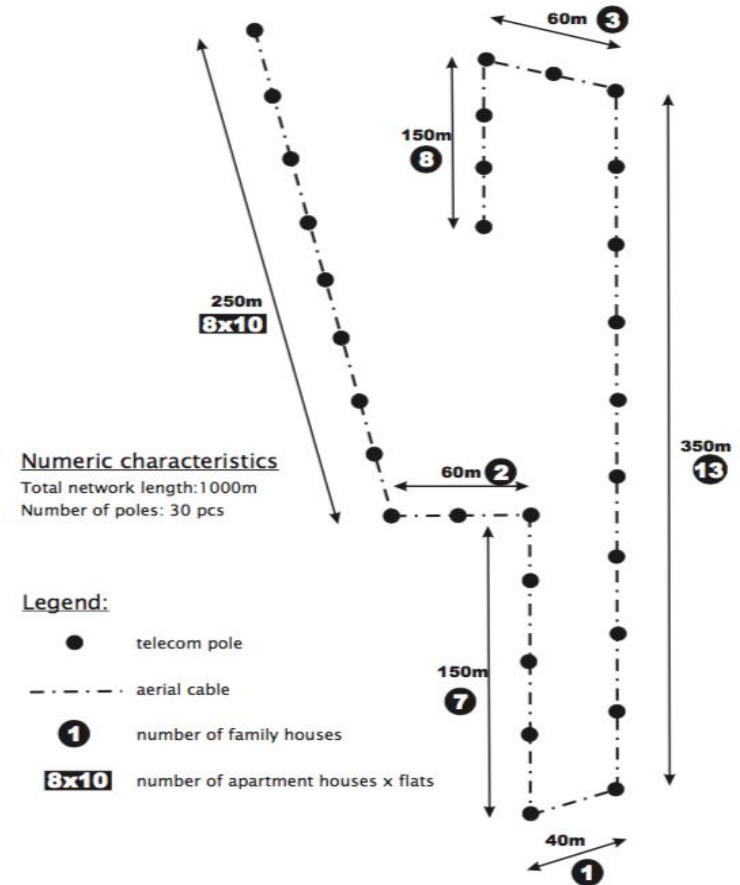 60m 3
150m
8
250m
8x10
350m
13
Numeric characteristics
Total network length:1000m
Number of poles: 30 pcs
60m 2
150m
7
Legend:
telecom pole
aerial cable
1 number of family houses
8x10 number of apartment houses x flats
40m
1